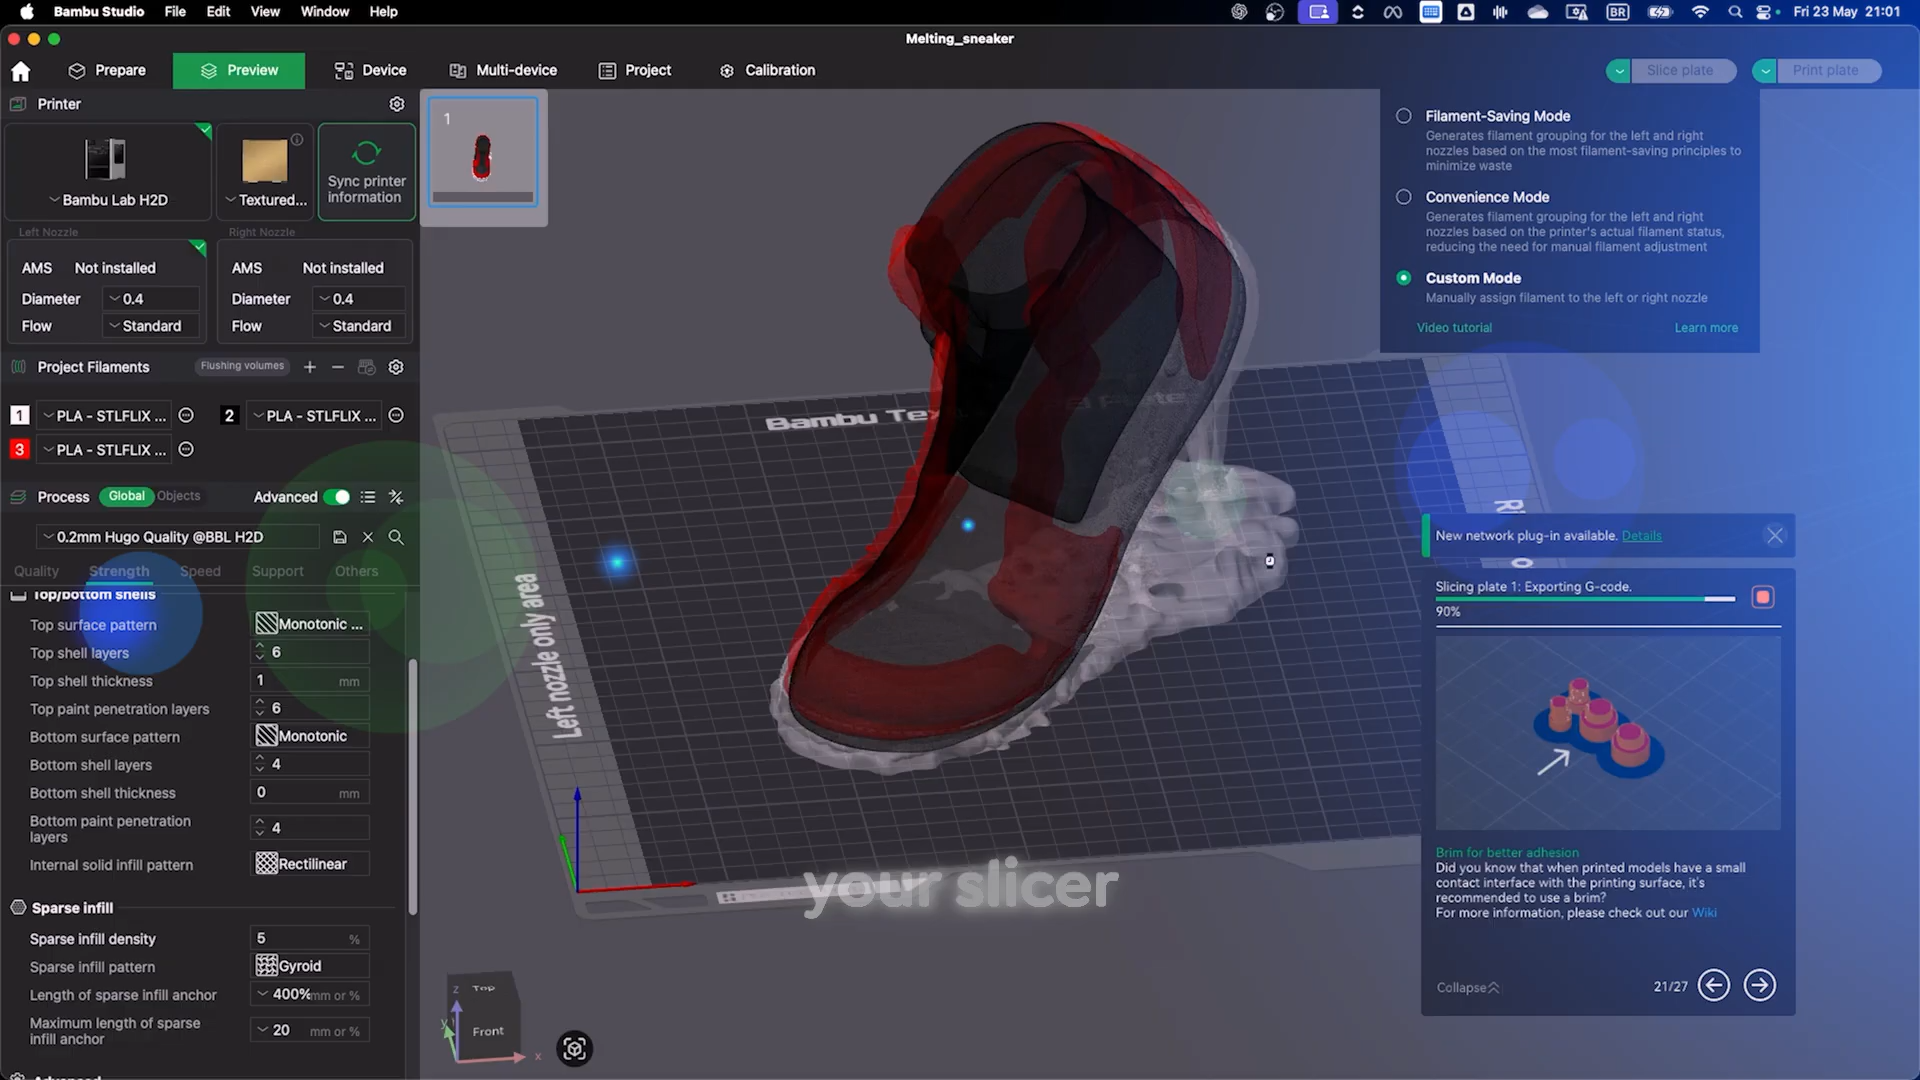 Bambu Studio File Edit View Window Help
BR Fri 23 May 21:01
Melting_sneaker
Prepare Preview Device Multi-device Project Calibration
Slice plate Print plate
Printer
Bambu Lab H2D
Textured...
Sync printer
information
Left Nozzle
Right Nozzle
AMS Not installed
Diameter 0.4
Flow Standard
AMS Not installed
Diameter 0.4
Flow Standard
Project Filaments
Flushing volumes
1 PLA - STLFLIX ...
2 PLA - STLFLIX ...
3 PLA - STLFLIX ...
Process Global Objects Advanced
0.2mm Hugo Quality @BBL H2D
Quality Strength Speed Support Others
Top/bottom shells
Top surface pattern Monotonic ...
Top shell layers 6
Top shell thickness 1 mm
Top paint penetration layers 6
Bottom surface pattern Monotonic
Bottom shell layers 4
Bottom shell thickness 0 mm
Bottom paint penetration
layers 4
Internal solid infill pattern Rectilinear
Sparse infill
Sparse infill density 5 %
Sparse infill pattern Gyroid
Length of sparse infill anchor 400% mm or %
Maximum length of sparse
infill anchor 20 mm or %
Advanced
1
Bambu Te
Left nozzle only area
Ri
your slicer
Top
Front
z
y
x
Filament-Saving Mode
Generates filament grouping for the left and right
nozzles based on the most filament-saving principles to
minimize waste
Convenience Mode
Generates filament grouping for the left and right
nozzles based on the printer's actual filament status,
reducing the need for manual filament adjustment
Custom Mode
Manually assign filament to the left or right nozzle
Video tutorial Learn more
New network plug-in available. Details
Slicing plate 1: Exporting G-code.
90%
Brim for better adhesion
Did you know that when printed models have a small
contact interface with the printing surface, it's
recommended to use a brim?
For more information, please check out our Wiki
Collapse 21/27